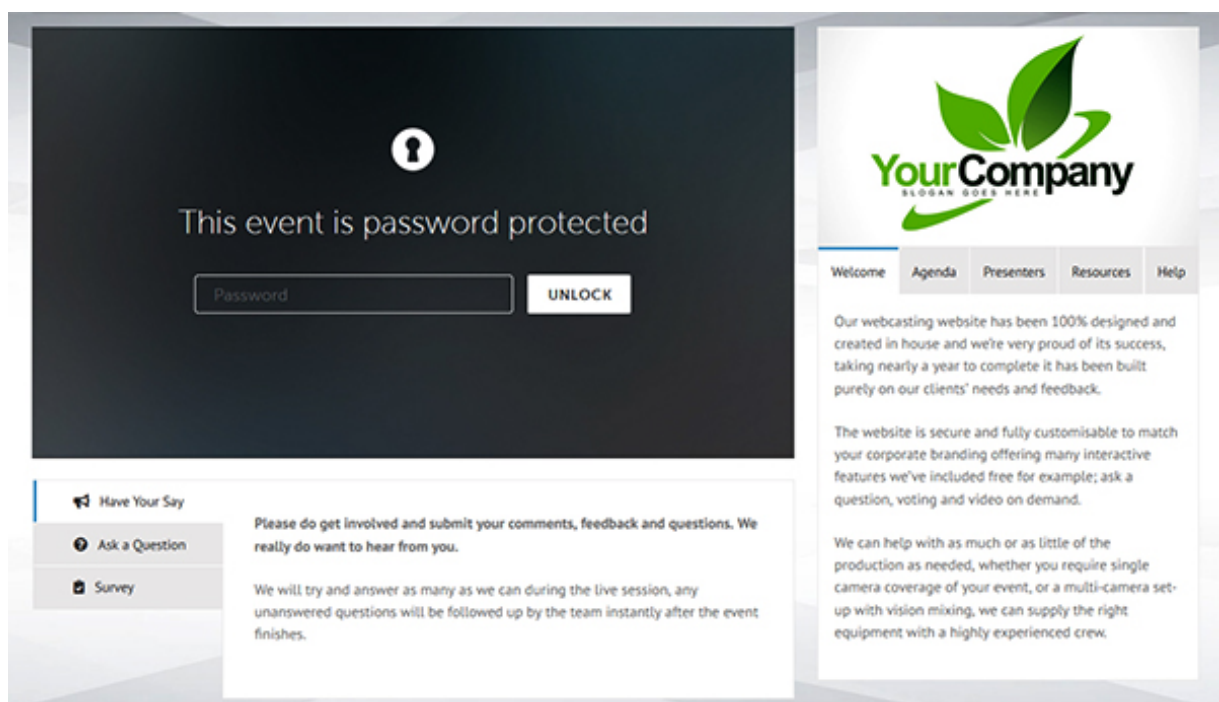 This event is password protected
Password
UNLOCK
Have Your Say
Ask a Question
Survey
Please do get involved and submit your comments, feedback and questions. We
really do want to hear from you.
We will try and answer as many as we can during the live session, any
unanswered questions will be followed up by the team instantly after the event
finishes.
YourCompany
SLOGAN GOES HERE
Welcome
Agenda
Presenters
Resources
Help
Our webcasting website has been 100% designed and
created in house and we're very proud of its success,
taking nearly a year to complete it has been built
purely on our clients' needs and feedback.
The website is secure and fully customisable to match
your corporate branding offering many interactive
features we've included free for example; ask a
question, voting and video on demand.
We can help with as much or as little of the
production as needed, whether you require single
camera coverage of your event, or a multi-camera set-
up with vision mixing, we can supply the right
equipment with a highly experienced crew.